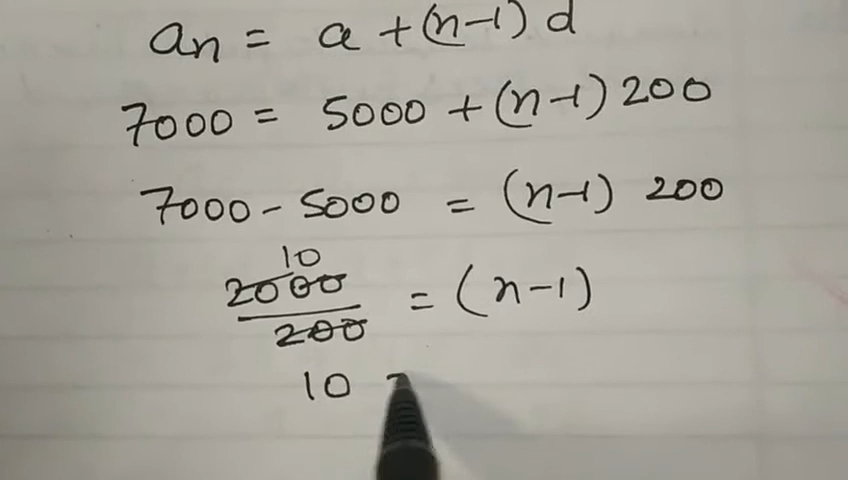 an = a + (n-1) d
7000 = 5000 + (n-1) 200
7000 - 5000 = (n-1) 200
10
2000
200
= (n-1)
10